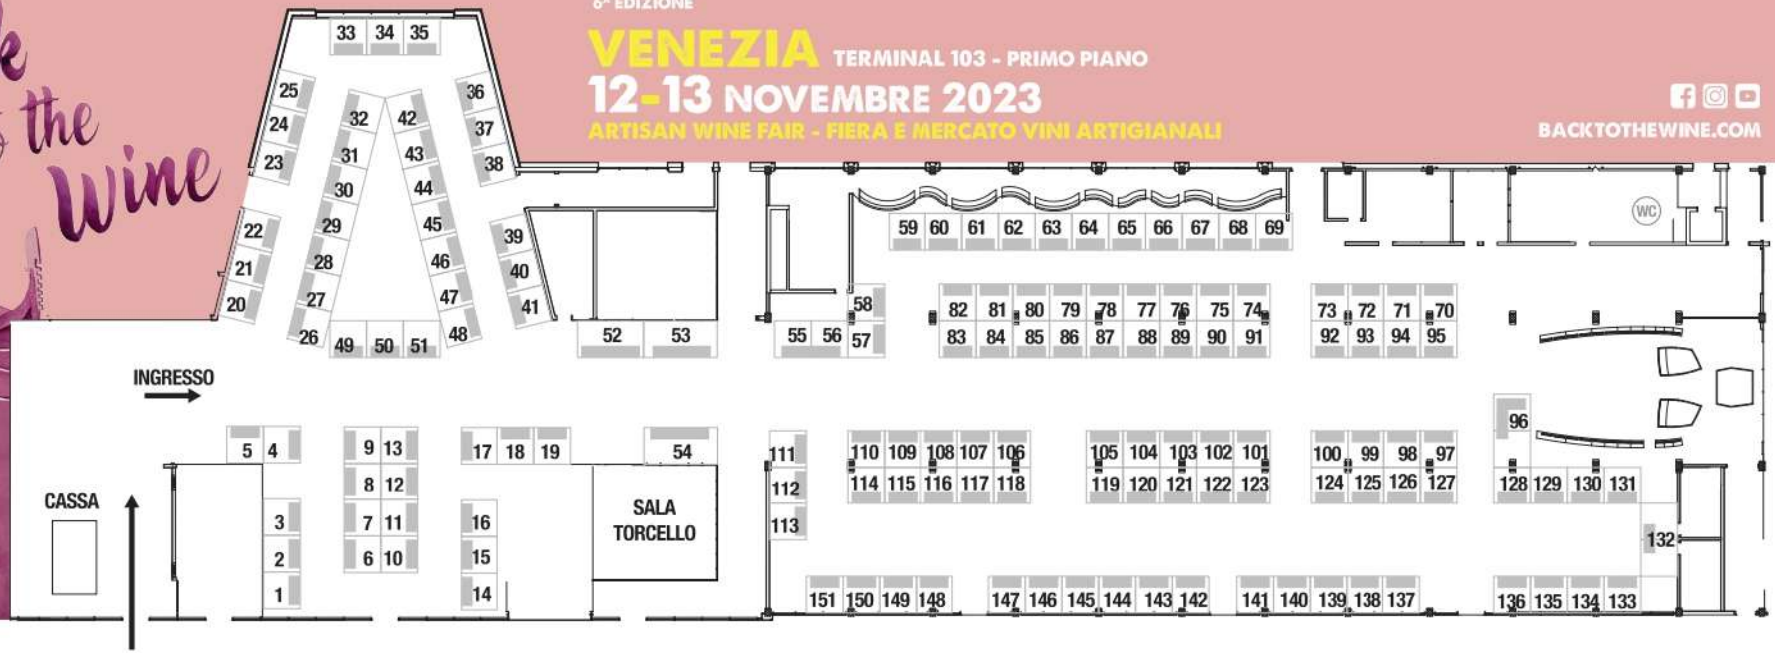 6ª EDIZIONE
VENEZIA TERMINAL 103 - PRIMO PIANO
12-13 NOVEMBRE 2023
ARTISAN WINE FAIR - FIERA E MERCATO VINI ARTIGIANALI
BACKTOTHEWINE.COM
the
Wine
33 34 35
25 36
24 32 42 37
23 31 43 38
30 44
22 29 45 39
21 28 46 40
20 27 47 41
26 49 50 51 48
52 53
WC
59 60 61 62 63 64 65 66 67 68 69
58
55 56 57
82 81 80 79 78 77 76 75 74
83 84 85 86 87 88 89 90 91
73 72 71 70
92 93 94 95
INGRESSO
96
5 4
9 13
17 18 19
54
8 12
7 11
6 10
3
2
1
16
15
14
CASSA
SALA
TORCELLO
111
112
113
110 109 108 107 106
114 115 116 117 118
105 104 103 102 101
119 120 121 122 123
100 99 98 97
124 125 126 127
128 129 130 131
132
151 150 149 148
147 146 145 144 143 142
141 140 139 138 137
136 135 134 133